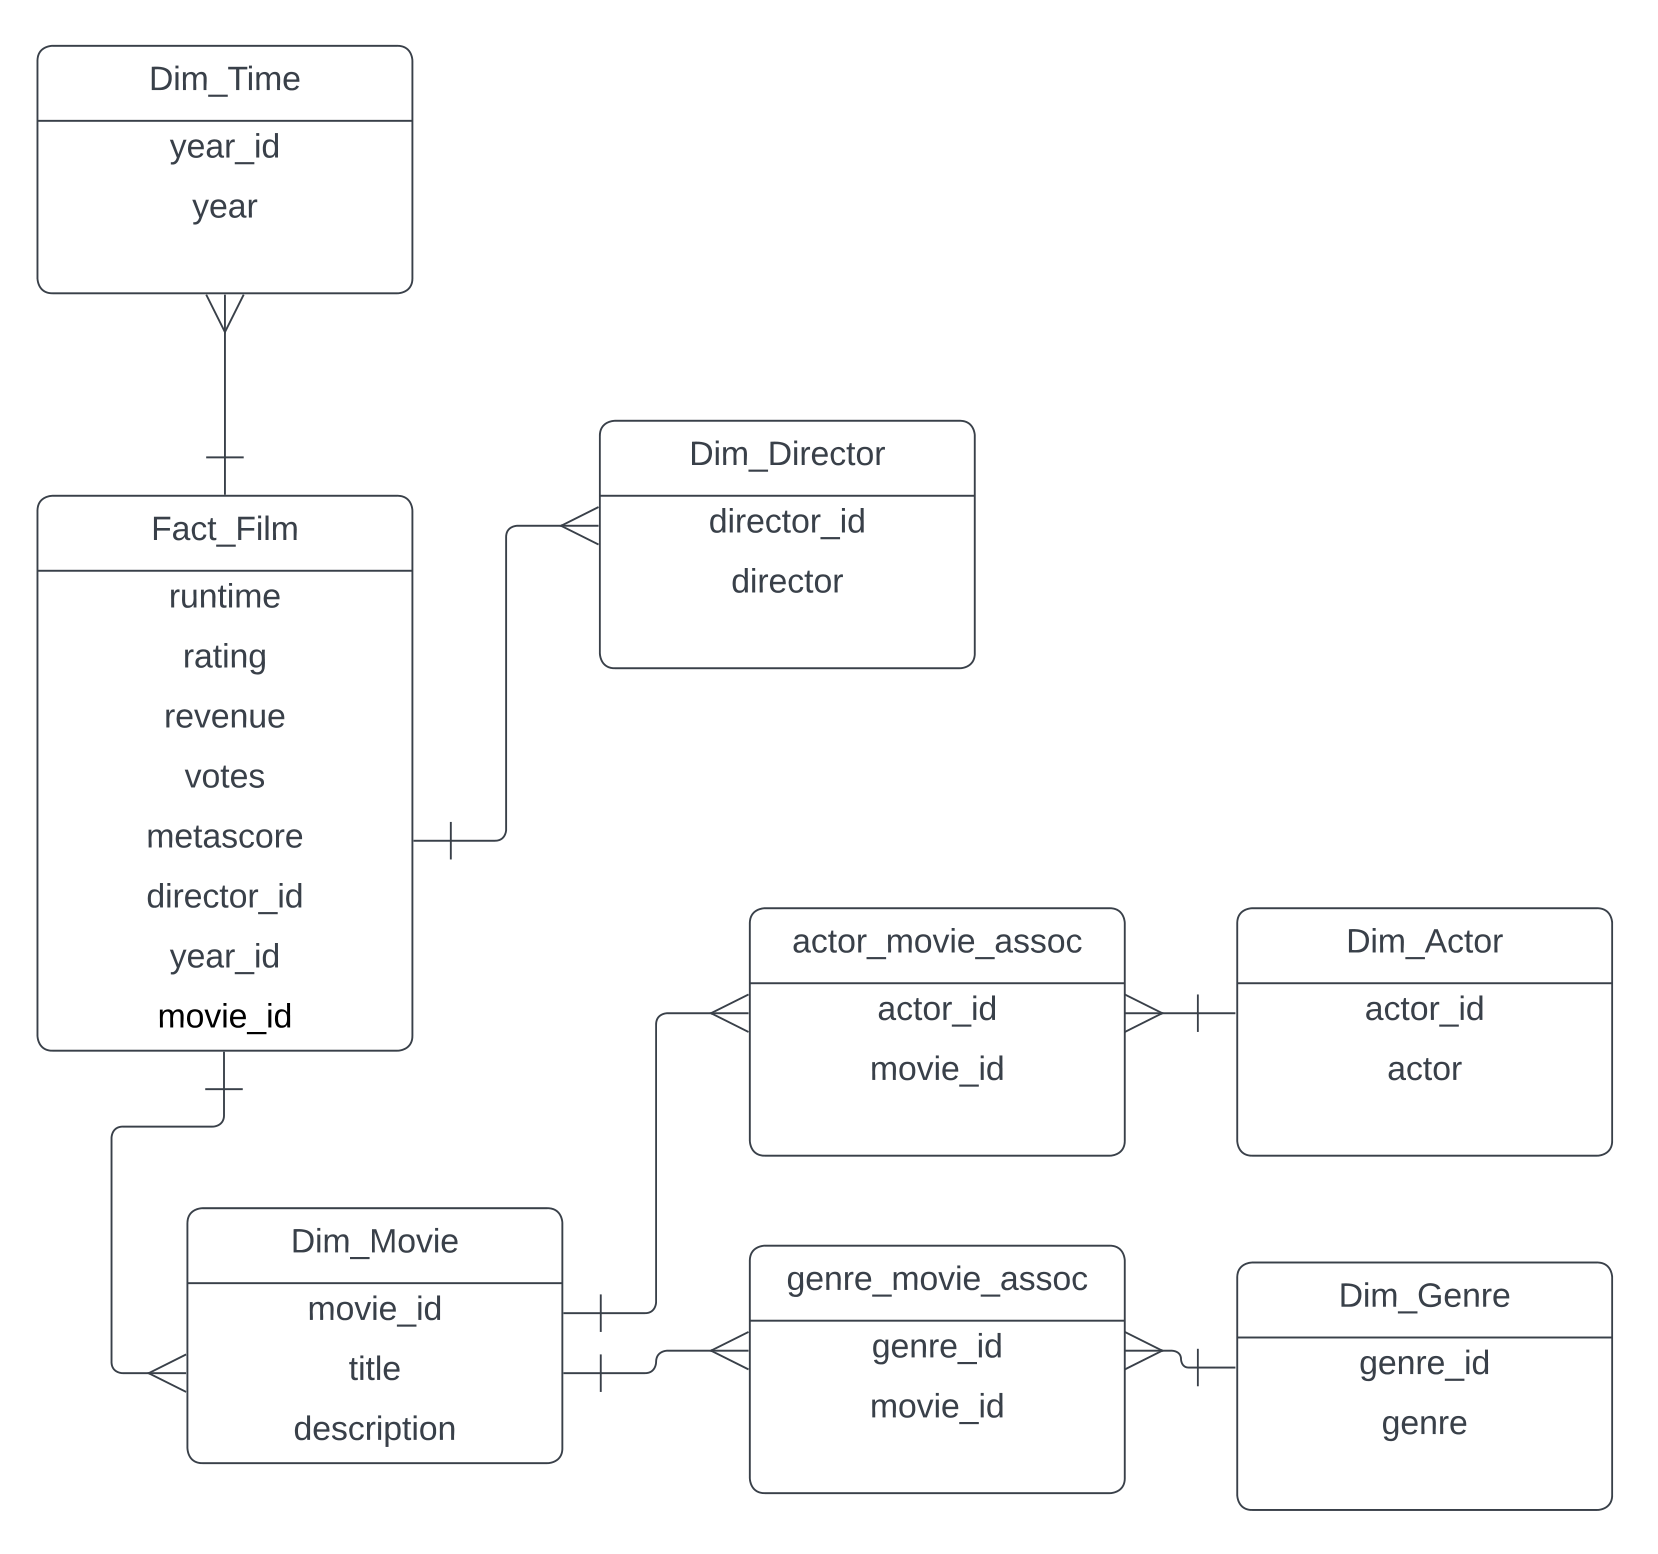 Dim_Time
year_id
year
Fact_Film
runtime
rating
revenue
votes
metascore
director_id
year_id
movie_id
Dim_Director
director_id
director
Dim_Movie
movie_id
title
description
actor_movie_assoc
actor_id
movie_id
Dim_Actor
actor_id
actor
genre_movie_assoc
genre_id
movie_id
Dim_Genre
genre_id
genre